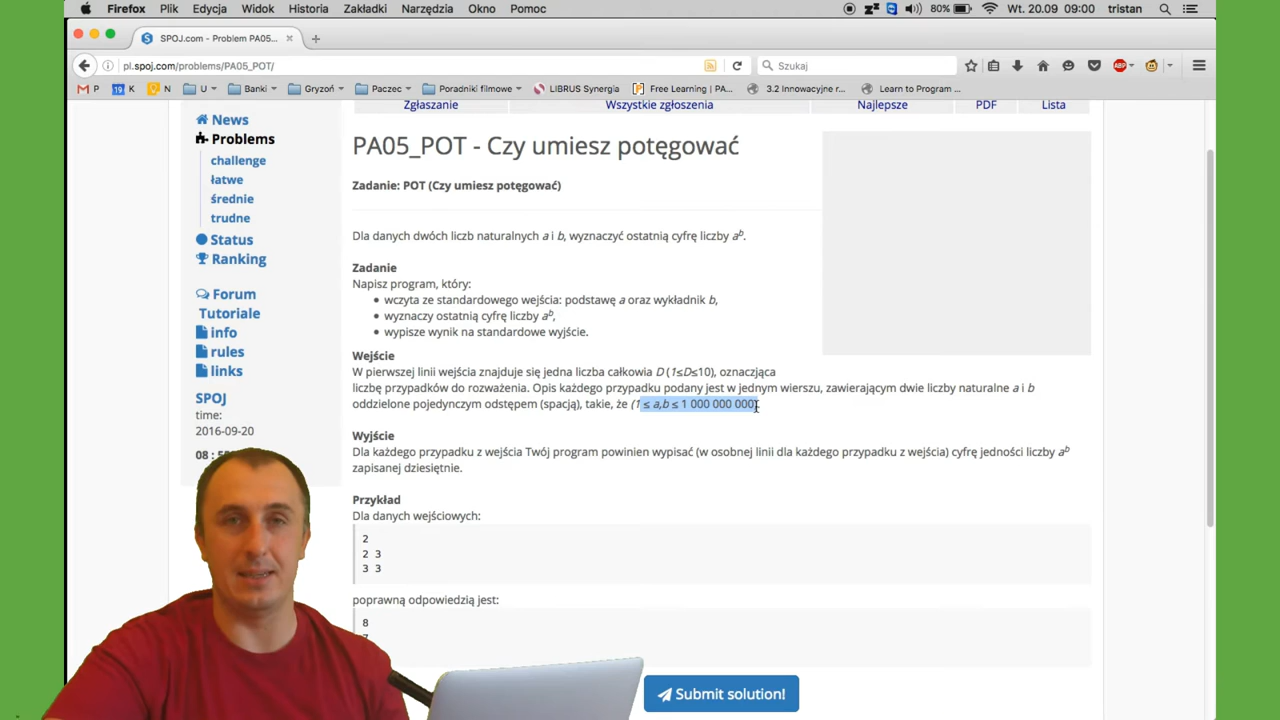 Firefox Plik Edycja Widok Historia Zakładki Narzędzia Okno Pomoc 80% Wt. 20.09 09:00 tristan
SPOJ.com - Problem PA05...
pl.spoj.com/problems/PA05_POT/ Szukaj
M P 19 K N U Banki Gryzoń Paczec Poradniki filmowe LIBRUS Synergia Free Learning | PA... 3.2 Innowacyjne r... Learn to Program ... ABP
Zgłaszanie Wszystkie zgłoszenia Najlepsze PDF Lista
News
Problems
challenge
łatwe
średnie
trudne
Status
Ranking
Forum
Tutoriale
info
rules
links
SPOJ
time:
2016-09-20
PA05_POT - Czy umiesz potęgować
Zadanie: POT (Czy umiesz potęgować)
Dla danych dwóch liczb naturalnych a i b, wyznaczyć ostatnią cyfrę liczby aᵇ.
Zadanie
Napisz program, który:
• wczyta ze standardowego wejścia: podstawę a oraz wykładnik b,
• wyznaczy ostatnią cyfrę liczby aᵇ,
• wypisze wynik na standardowe wyjście.
Wejście
W pierwszej linii wejścia znajduje się jedna liczba całkowia D (1≤D≤10), oznaczająca
liczbę przypadków do rozważenia. Opis każdego przypadku podany jest w jednym wierszu, zawierającym dwie liczby naturalne a i b
oddzielone pojedynczym odstępem (spacją), takie, że (1 ≤ a,b ≤ 1 000 000 000).
Wyjście
Dla każdego przypadku z wejścia Twój program powinien wypisać (w osobnej linii dla każdego przypadku z wejścia) cyfrę jedności liczby aᵇ
zapisanej dziesiętnie.
Przykład
Dla danych wejściowych:
2
2 3
3 3
poprawną odpowiedzią jest:
8
Submit solution!